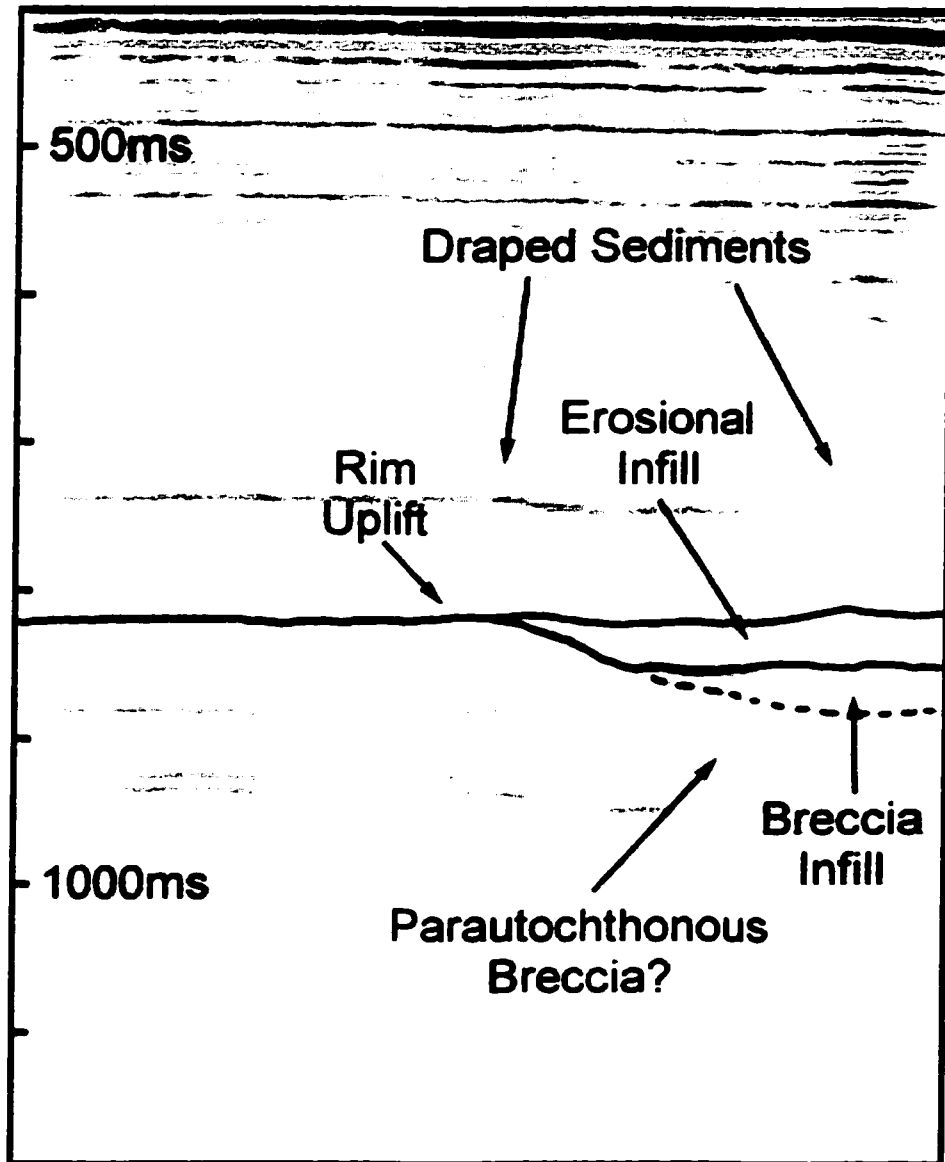 500ms
Draped Sediments
Erosional
Infill
Rim
Uplift
Breccia
Infill
1000ms
Parautochthonous
Breccia?